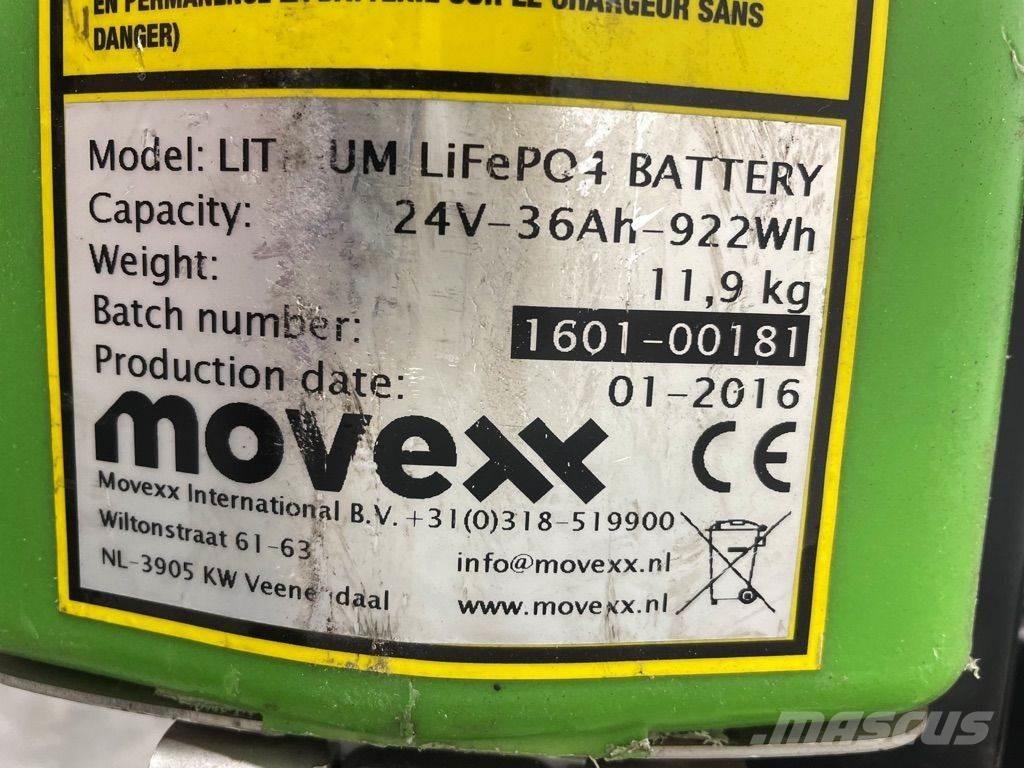 EN PERMANENCE LA BATTERIE SUR LE CHARGEUR SANS
DANGER)
Model: LIT UM LiFePO4 BATTERY
Capacity: 24V-36Ah-922Wh
Weight: 11,9 kg
Batch number: 1601-00181
Production date: 01-2016
movexx
CE
Movexx International B.V. +31(0)318-519900
Wiltonstraat 61-63
info@movexx.nl
NL-3905 KW Veenendaal
www.movexx.nl
MASCUS